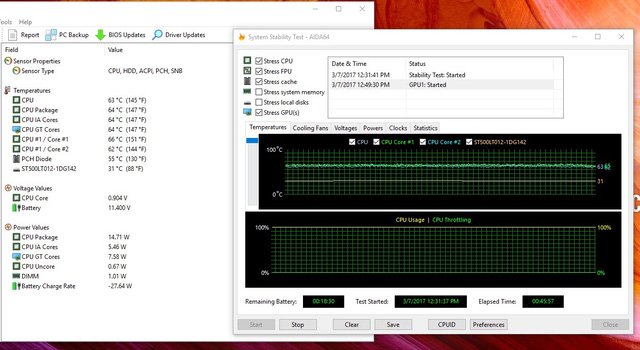 Tools Help
Report PC Backup BIOS Updates Driver Updates
Field Value
Sensor Properties
Sensor Type CPU, HDD, ACPI, PCH, SNB
Temperatures
CPU 63 °C (145 °F)
CPU Package 64 °C (147 °F)
CPU IA Cores 64 °C (147 °F)
CPU GT Cores 64 °C (147 °F)
CPU #1 / Core #1 66 °C (151 °F)
CPU #1 / Core #2 62 °C (144 °F)
PCH Diode 55 °C (130 °F)
ST500LT012-1DG142 31 °C (88 °F)
Voltage Values
CPU Core 0.904 V
Battery 11.400 V
Power Values
CPU Package 14.71 W
CPU IA Cores 5.46 W
CPU GT Cores 7.58 W
CPU Uncore 0.67 W
DIMM 1.01 W
Battery Charge Rate -27.64 W
System Stability Test - AIDA64
Stress CPU
Stress FPU
Stress cache
Stress system memory
Stress local disks
Stress GPU(s)
Date & Time Status
3/7/2017 12:31:41 PM Stability Test: Started
3/7/2017 12:49:30 PM GPU1: Started
Temperatures Cooling Fans Voltages Powers Clocks Statistics
CPU CPU Core #1 CPU Core #2 ST500LT012-1DG142
100°C
0°C
31
CPU Usage | CPU Throttling
100% 100%
0% 0%
Remaining Battery: 00:18:30 Test Started: 3/7/2017 12:31:37 PM Elapsed Time: 00:45:57
Start Stop Clear Save CPUID Preferences Close